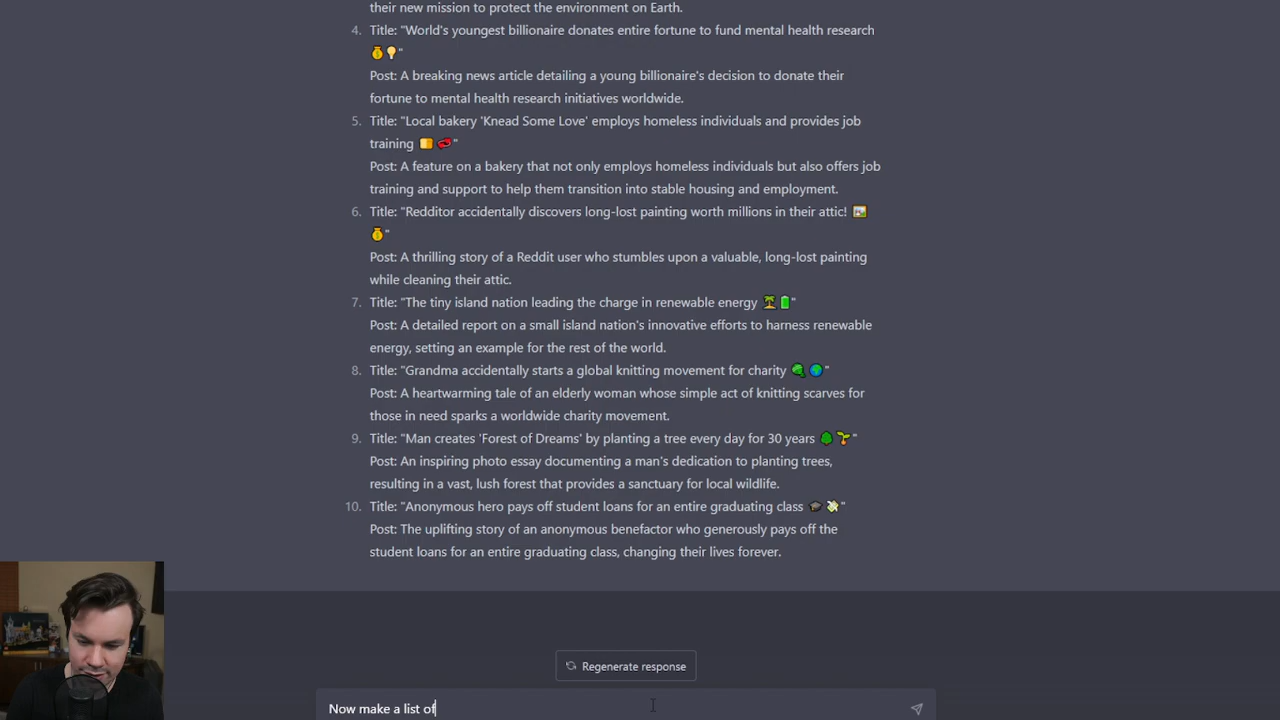 their new mission to protect the environment on Earth.
4. Title: "World's youngest billionaire donates entire fortune to fund mental health research
💰💡"
Post: A breaking news article detailing a young billionaire's decision to donate their
fortune to mental health research initiatives worldwide.
5. Title: "Local bakery 'Knead Some Love' employs homeless individuals and provides job
training 🍞❤️"
Post: A feature on a bakery that not only employs homeless individuals but also offers job
training and support to help them transition into stable housing and employment.
6. Title: "Redditor accidentally discovers long-lost painting worth millions in their attic! 🖼️
💰"
Post: A thrilling story of a Reddit user who stumbles upon a valuable, long-lost painting
while cleaning their attic.
7. Title: "The tiny island nation leading the charge in renewable energy 🏝️🔋"
Post: A detailed report on a small island nation's innovative efforts to harness renewable
energy, setting an example for the rest of the world.
8. Title: "Grandma accidentally starts a global knitting movement for charity 🧶🌍"
Post: A heartwarming tale of an elderly woman whose simple act of knitting scarves for
those in need sparks a worldwide charity movement.
9. Title: "Man creates 'Forest of Dreams' by planting a tree every day for 30 years 🌳🌱"
Post: An inspiring photo essay documenting a man's dedication to planting trees,
resulting in a vast, lush forest that provides a sanctuary for local wildlife.
10. Title: "Anonymous hero pays off student loans for an entire graduating class 🎓💸"
Post: The uplifting story of an anonymous benefactor who generously pays off the
student loans for an entire graduating class, changing their lives forever.
Regenerate response
Now make a list of